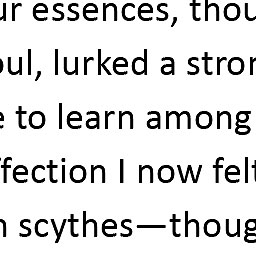 ur essences, thou
oul, lurked a stron
e to learn among
ffection I now felt
n scythes—thoug